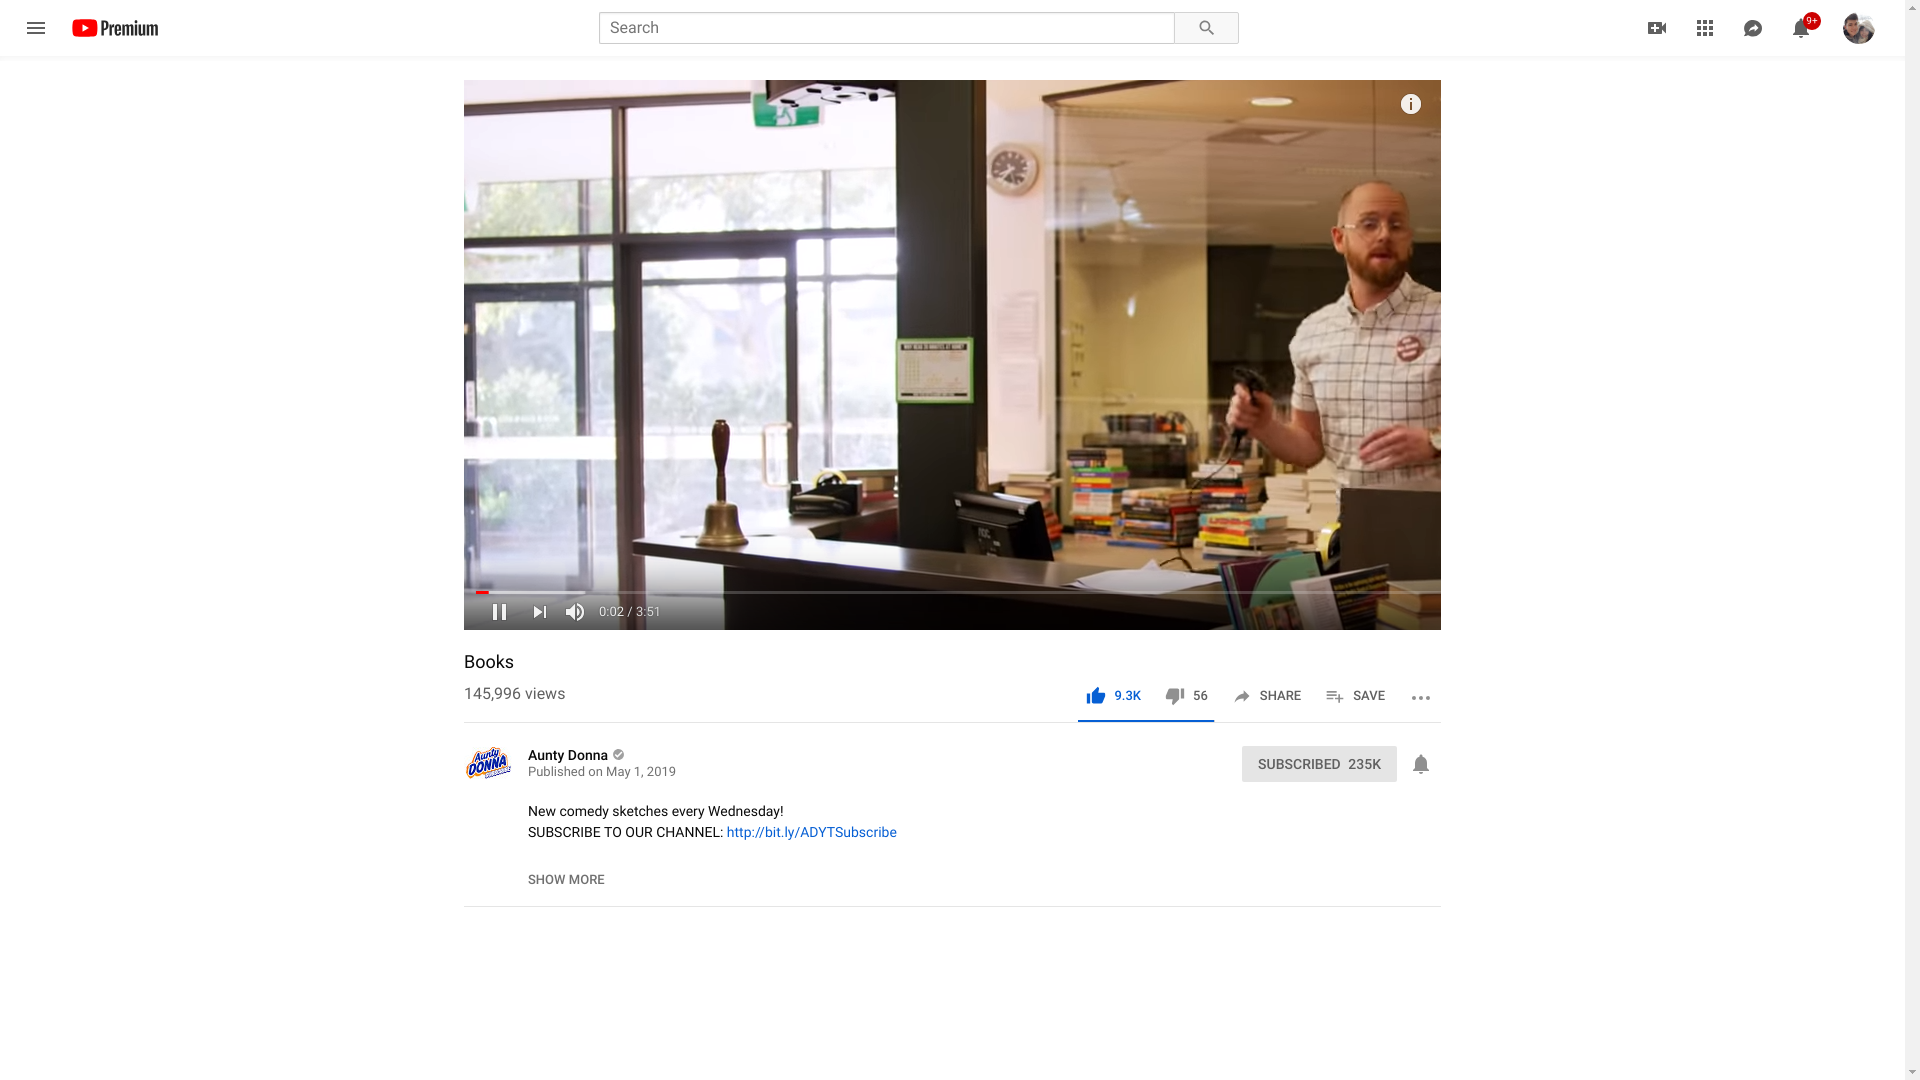 Premium
Search
9+
i
0:02 / 3:51
Books
145,996 views
9.3K
56
SHARE
SAVE
Aunty DONNA
Aunty Donna
Published on May 1, 2019
SUBSCRIBED 235K
New comedy sketches every Wednesday!
SUBSCRIBE TO OUR CHANNEL: http://bit.ly/ADYTSubscribe
SHOW MORE